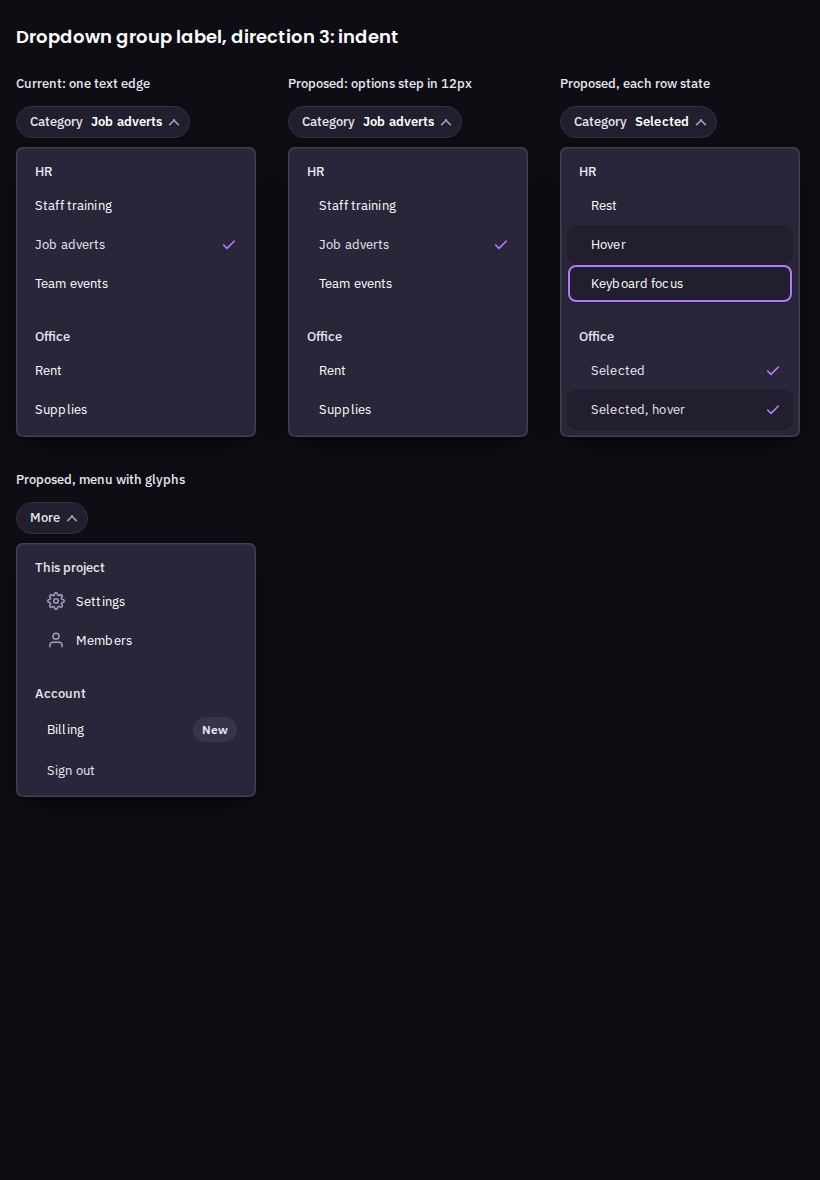 Dropdown group label, direction 3: indent
Current: one text edge
Category Job adverts
HR
Staff training
Job adverts
Team events
Office
Rent
Supplies
Proposed: options step in 12px
Category Job adverts
HR
Staff training
Job adverts
Team events
Office
Rent
Supplies
Proposed, each row state
Category Selected
HR
Rest
Hover
Keyboard focus
Office
Selected
Selected, hover
Proposed, menu with glyphs
More
This project
Settings
Members
Account
Billing New
Sign out